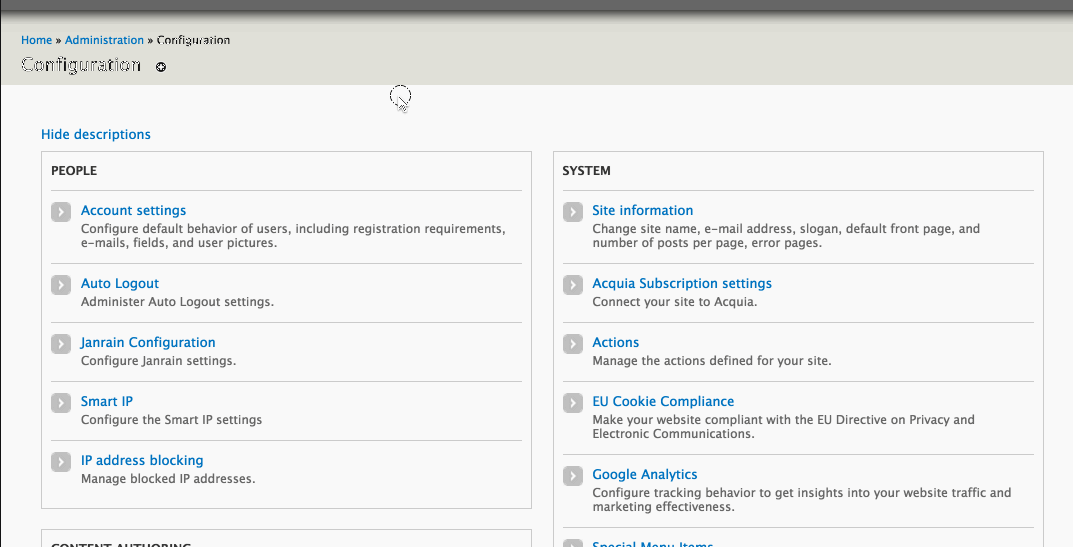 Home » Administration » Configuration
Configuration
Hide descriptions
PEOPLE
Account settings
Configure default behavior of users, including registration requirements,
e-mails, fields, and user pictures.
Auto Logout
Administer Auto Logout settings.
Janrain Configuration
Configure Janrain settings.
Smart IP
Configure the Smart IP settings
IP address blocking
Manage blocked IP addresses.
CONTENT AUTHORING
SYSTEM
Site information
Change site name, e-mail address, slogan, default front page, and
number of posts per page, error pages.
Acquia Subscription settings
Connect your site to Acquia.
Actions
Manage the actions defined for your site.
EU Cookie Compliance
Make your website compliant with the EU Directive on Privacy and
Electronic Communications.
Google Analytics
Configure tracking behavior to get insights into your website traffic and
marketing effectiveness.
Special Menu Items